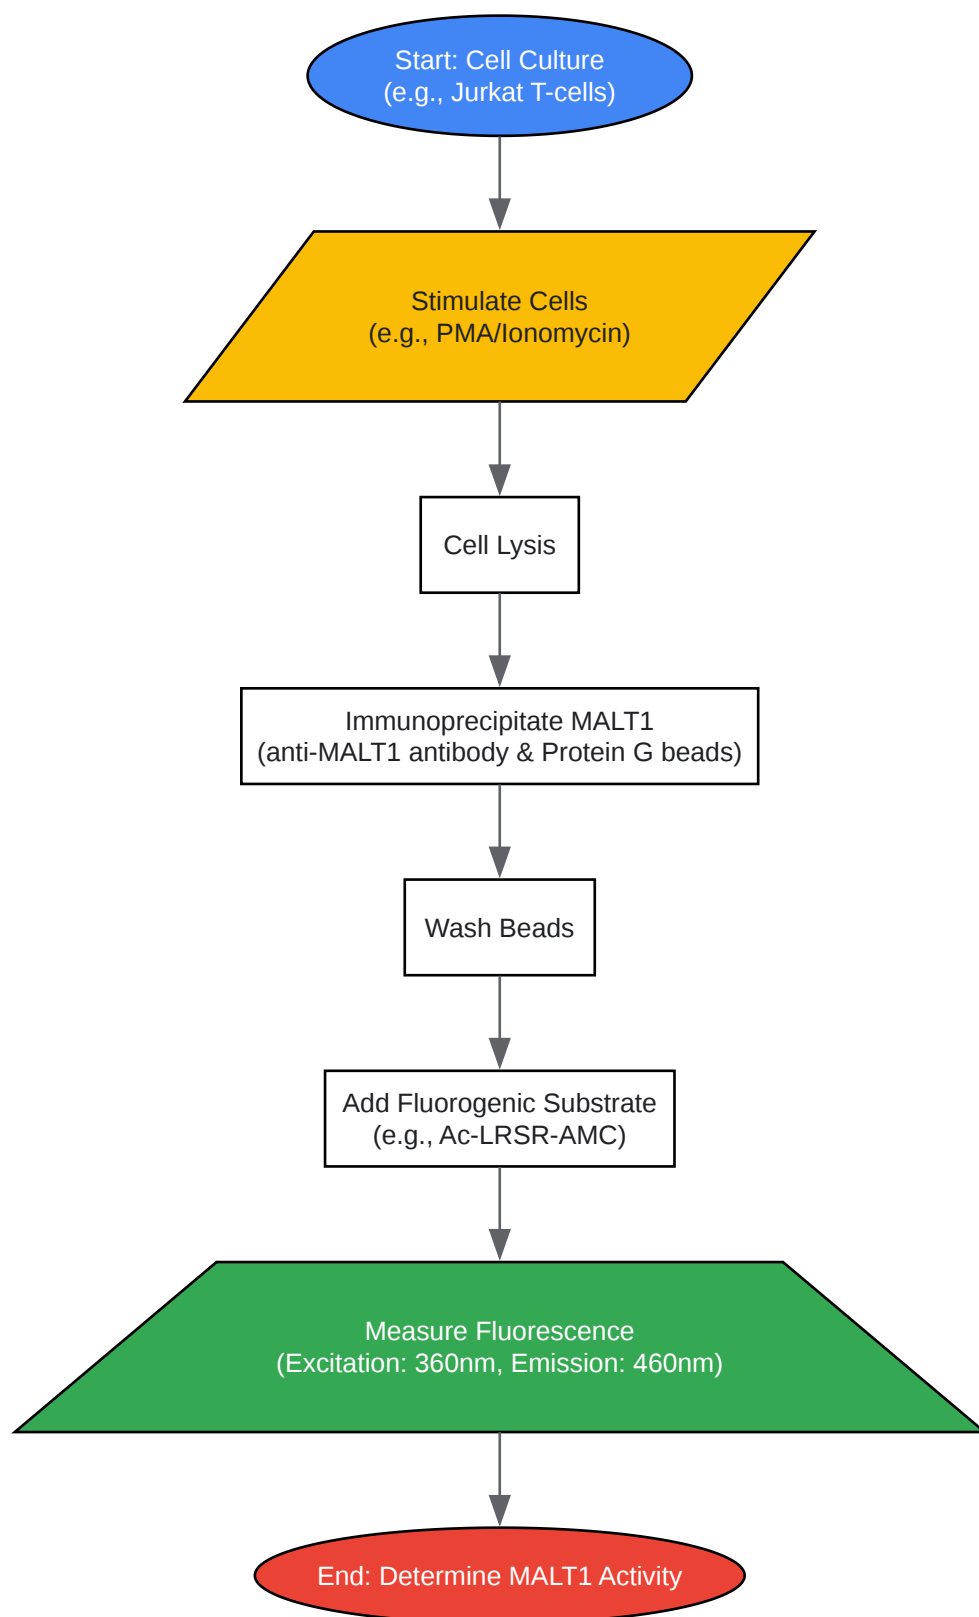 Start: Cell Culture
(e.g., Jurkat T-cells)
Stimulate Cells
(e.g., PMA/Ionomycin)
Cell Lysis
Immunoprecipitate MALT1
(anti-MALT1 antibody & Protein G beads)
Wash Beads
Add Fluorogenic Substrate
(e.g., Ac-LRSR-AMC)
Measure Fluorescence
(Excitation: 360nm, Emission: 460nm)
End: Determine MALT1 Activity